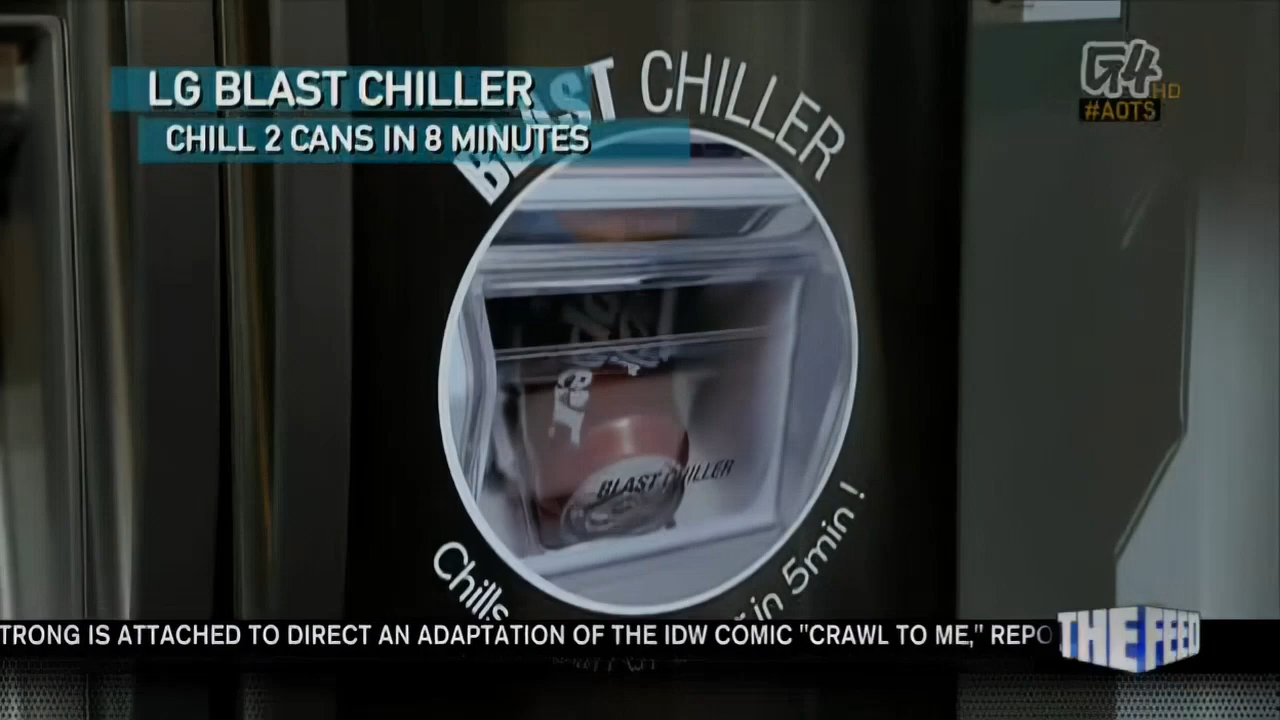 LG BLAST CHILLER
CHILL 2 CANS IN 8 MINUTES
G4 HD
#AOTS
BLAST CHILLER
BLAST CHILLER
Chills
in 5min !
TRONG IS ATTACHED TO DIRECT AN ADAPTATION OF THE IDW COMIC "CRAWL TO ME," REPO
THE FEED